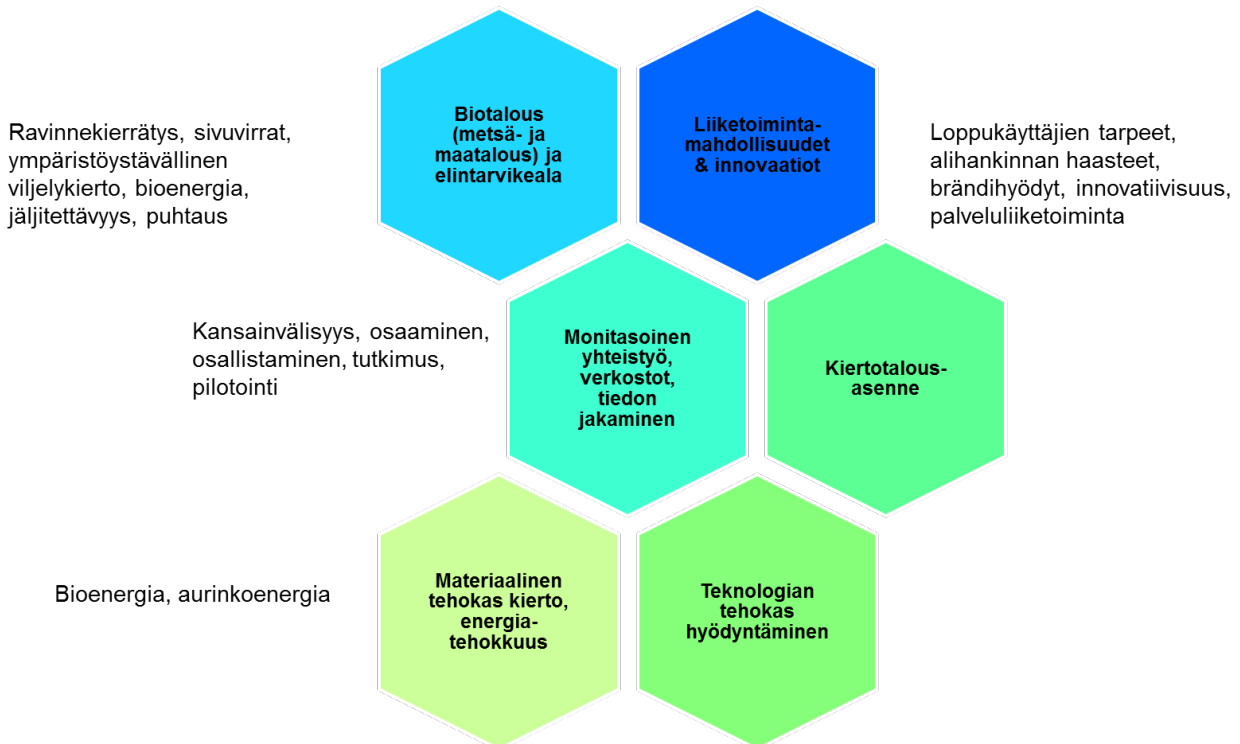 Ravinnekierrätys, sivuvirrat,
ympäristöystävällinen
viljelykierto, bioenergia,
jäljitettävyys, puhtaus
Biotalous
(metsä- ja
maatalous) ja
elintarvikeala
Liiketoiminta-
mahdollisuudet
& innovaatiot
Loppukäyttäjien tarpeet,
alihankinnan haasteet,
brändihyödyt, innovatiivisuus,
palveluliiketoiminta
Kansainvälisyys, osaaminen,
osallistaminen, tutkimus,
pilotointi
Monitasoinen
yhteistyö,
verkostot,
tiedon
jakaminen
Kiertotalous-
asenne
Bioenergia, aurinkoenergia
Materiaalinen
tehokas kierto,
energia-
tehokkuus
Teknologian
tehokas
hyödyntäminen